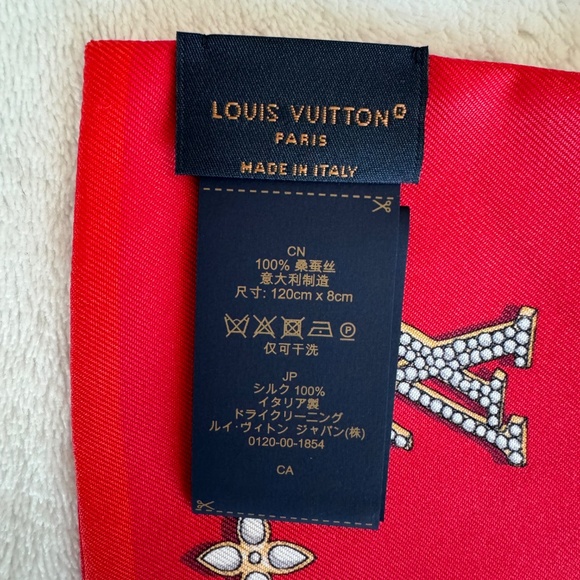 LOUIS VUITTON®
PARIS
MADE IN ITALY
CN
100% 桑蚕丝
意大利制造
尺寸: 120cm x 8cm
P
仅可干洗
JP
シルク 100%
イタリア製
ドライクリーニング
ルイ・ヴィトン ジャパン(株)
0120-00-1854
CA